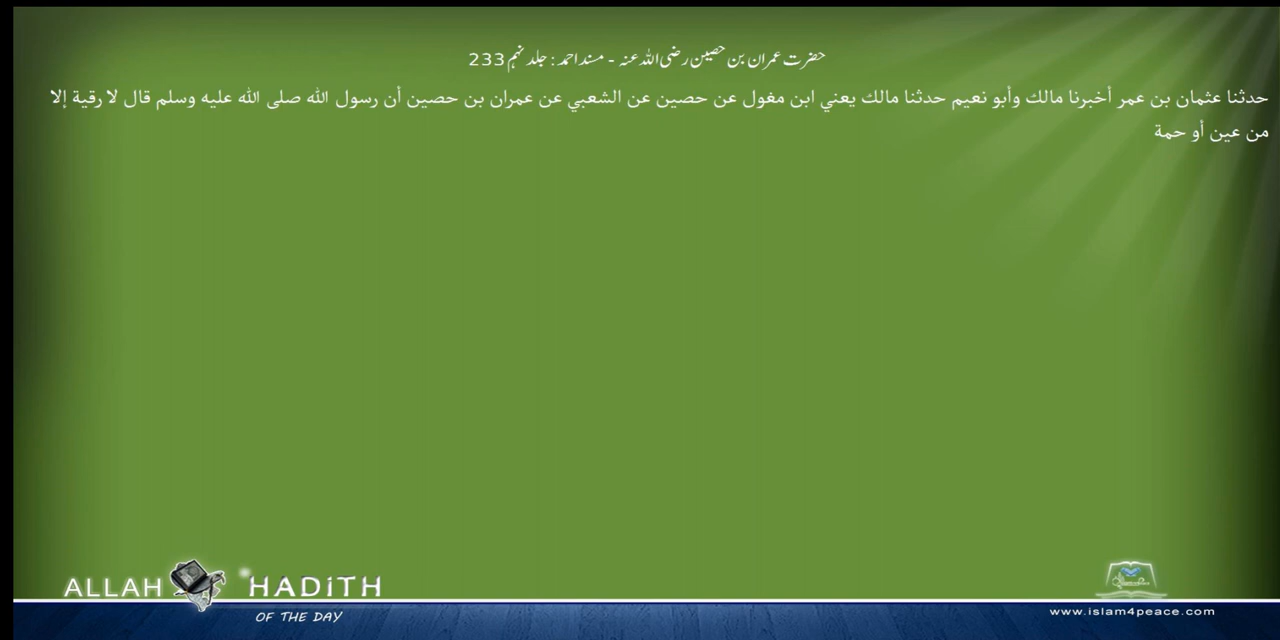 حضرت عمران بن حصین رضی اللہ عنہ - مسند احمد : جلد نہم 233
حدثنا عثمان بن عمر أخبرنا مالك وأبو نعيم حدثنا مالك يعني ابن مغول عن حصين عن الشعبي عن عمران بن حصين أن رسول الله صلى الله عليه وسلم قال لا رقية إلا
من عين أو حمة
ALLAH HADITH
OF THE DAY
www.islam4peace.com